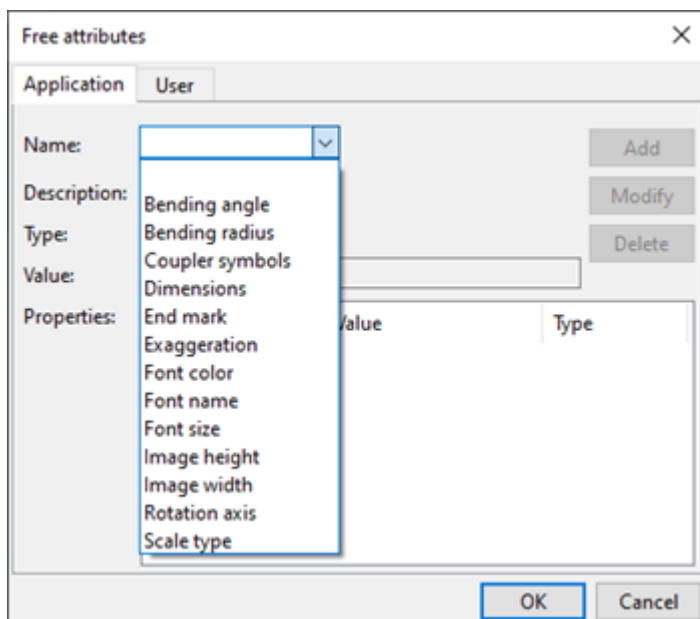 Free attributes
Application User
Name:
Add
Description:
Modify
Bending angle
Type:
Bending radius
Delete
Coupler symbols
Value:
Dimensions
Properties:
End mark
Type
Exaggeration
Font color
Font name
Font size
Image height
Image width
Rotation axis
Scale type
OK Cancel